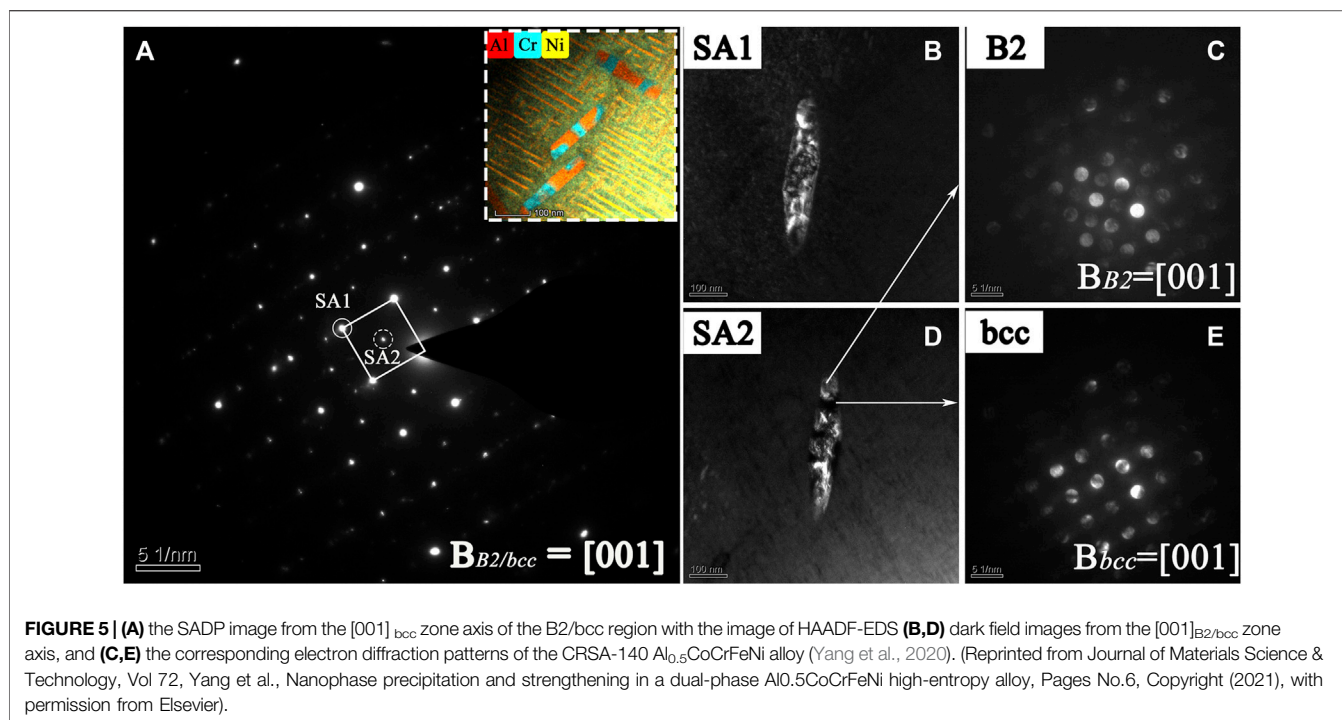 A
Al Cr Ni
100 nm
SA1
SA2
5 1/nm
B B2/bcc = [001]
SA1
B
100 nm
B2
C
5 1/nm
B B2=[001]
SA2
D
100 nm
bcc
E
5 1/nm
B bcc=[001]
FIGURE 5 | (A) the SADP image from the [001] bcc zone axis of the B2/bcc region with the image of HAADF-EDS (B,D) dark field images from the [001]B2/bcc zone
axis, and (C,E) the corresponding electron diffraction patterns of the CRSA-140 Al0.5CoCrFeNi alloy (Yang et al., 2020). (Reprinted from Journal of Materials Science &
Technology, Vol 72, Yang et al., Nanophase precipitation and strengthening in a dual-phase Al0.5CoCrFeNi high-entropy alloy, Pages No.6, Copyright (2021), with
permission from Elsevier).